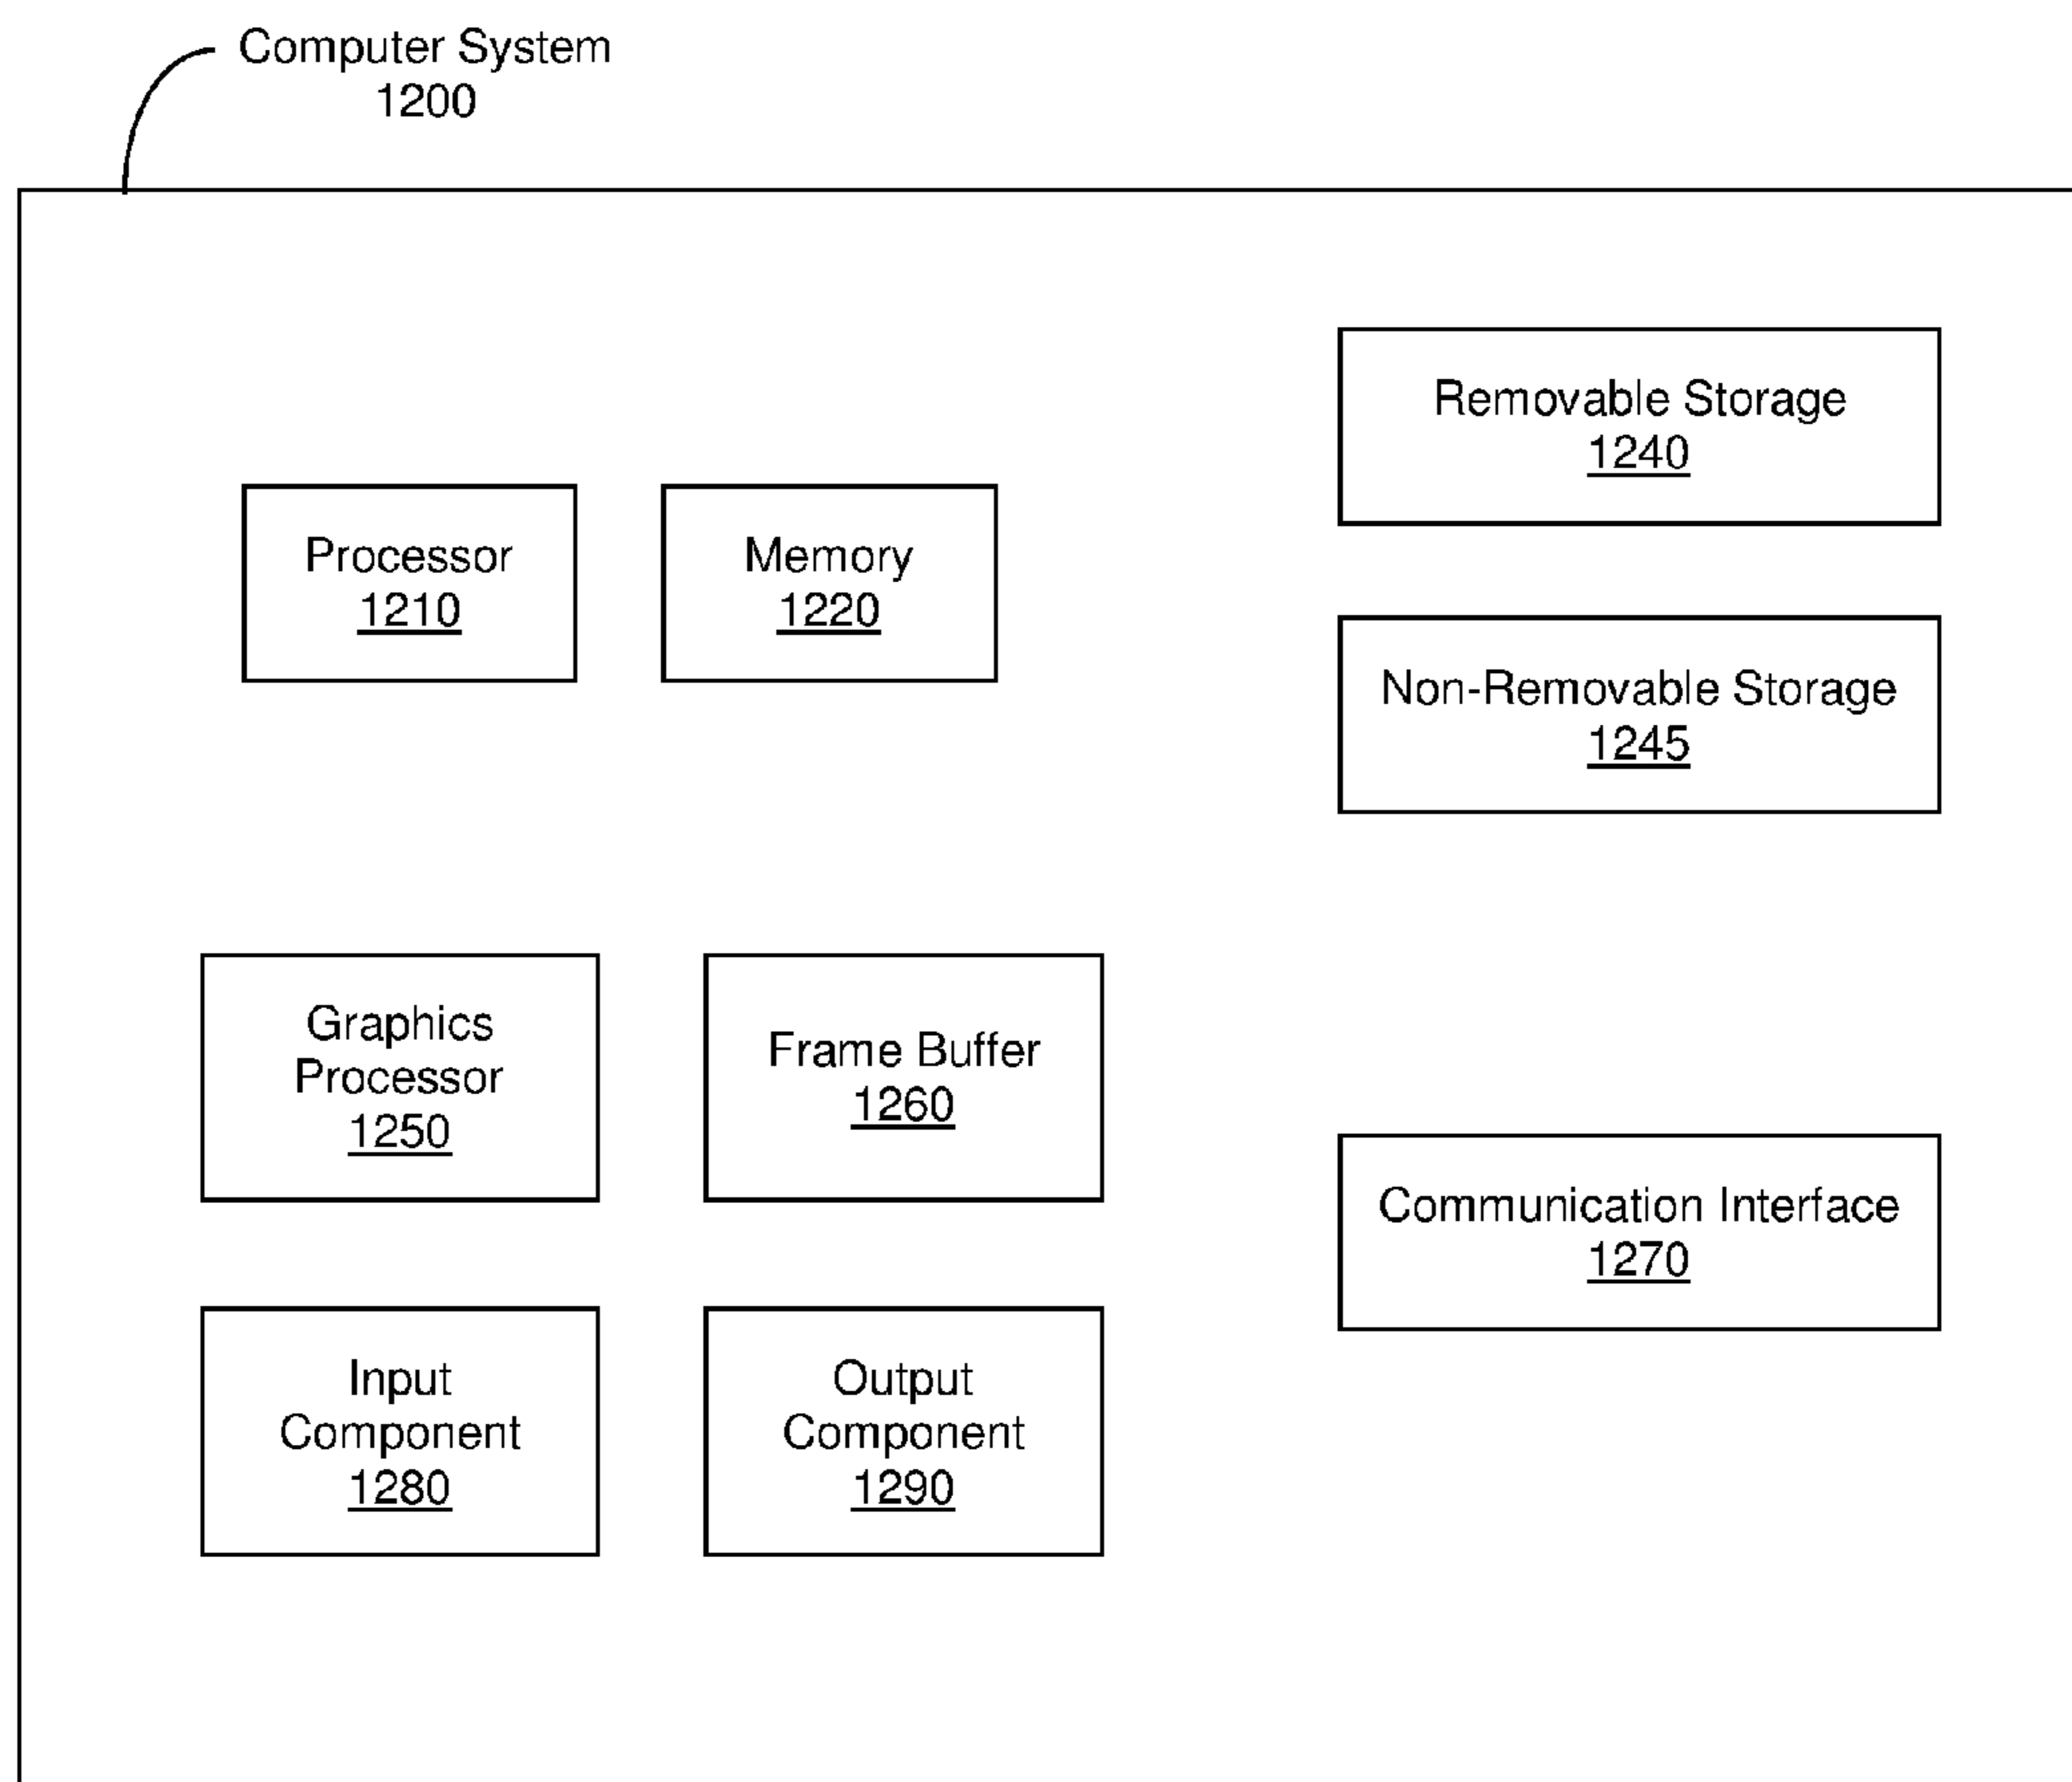 Computer System
1200
Removable Storage
1240
Processor
1210
Memory
1220
Non-Removable Storage
1245
Graphics
Processor
1250
Frame Buffer
1260
Communication Interface
1270
Input
Component
1280
Output
Component
1290